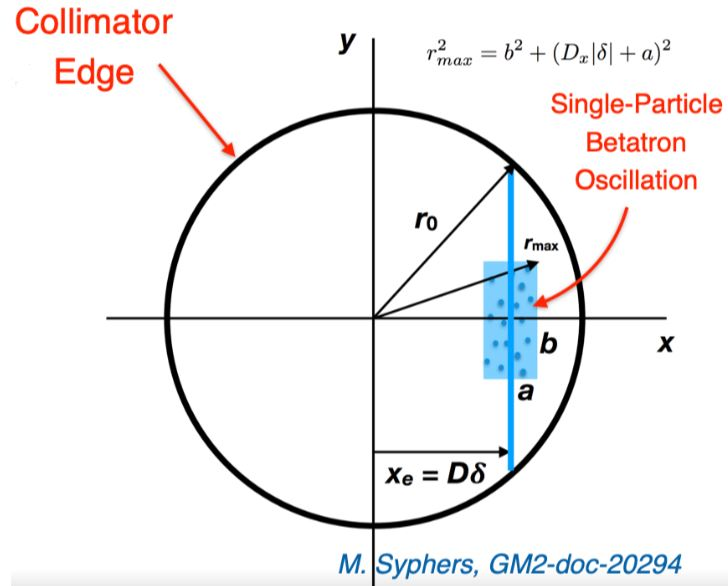 Collimator
Edge
y
r²ₘₐₓ = b² + (Dₓ|δ| + a)²
Single-Particle
Betatron
Oscillation
r₀
rₘₐₓ
b
x
a
xₑ = Dδ
M. Syphers, GM2-doc-20294